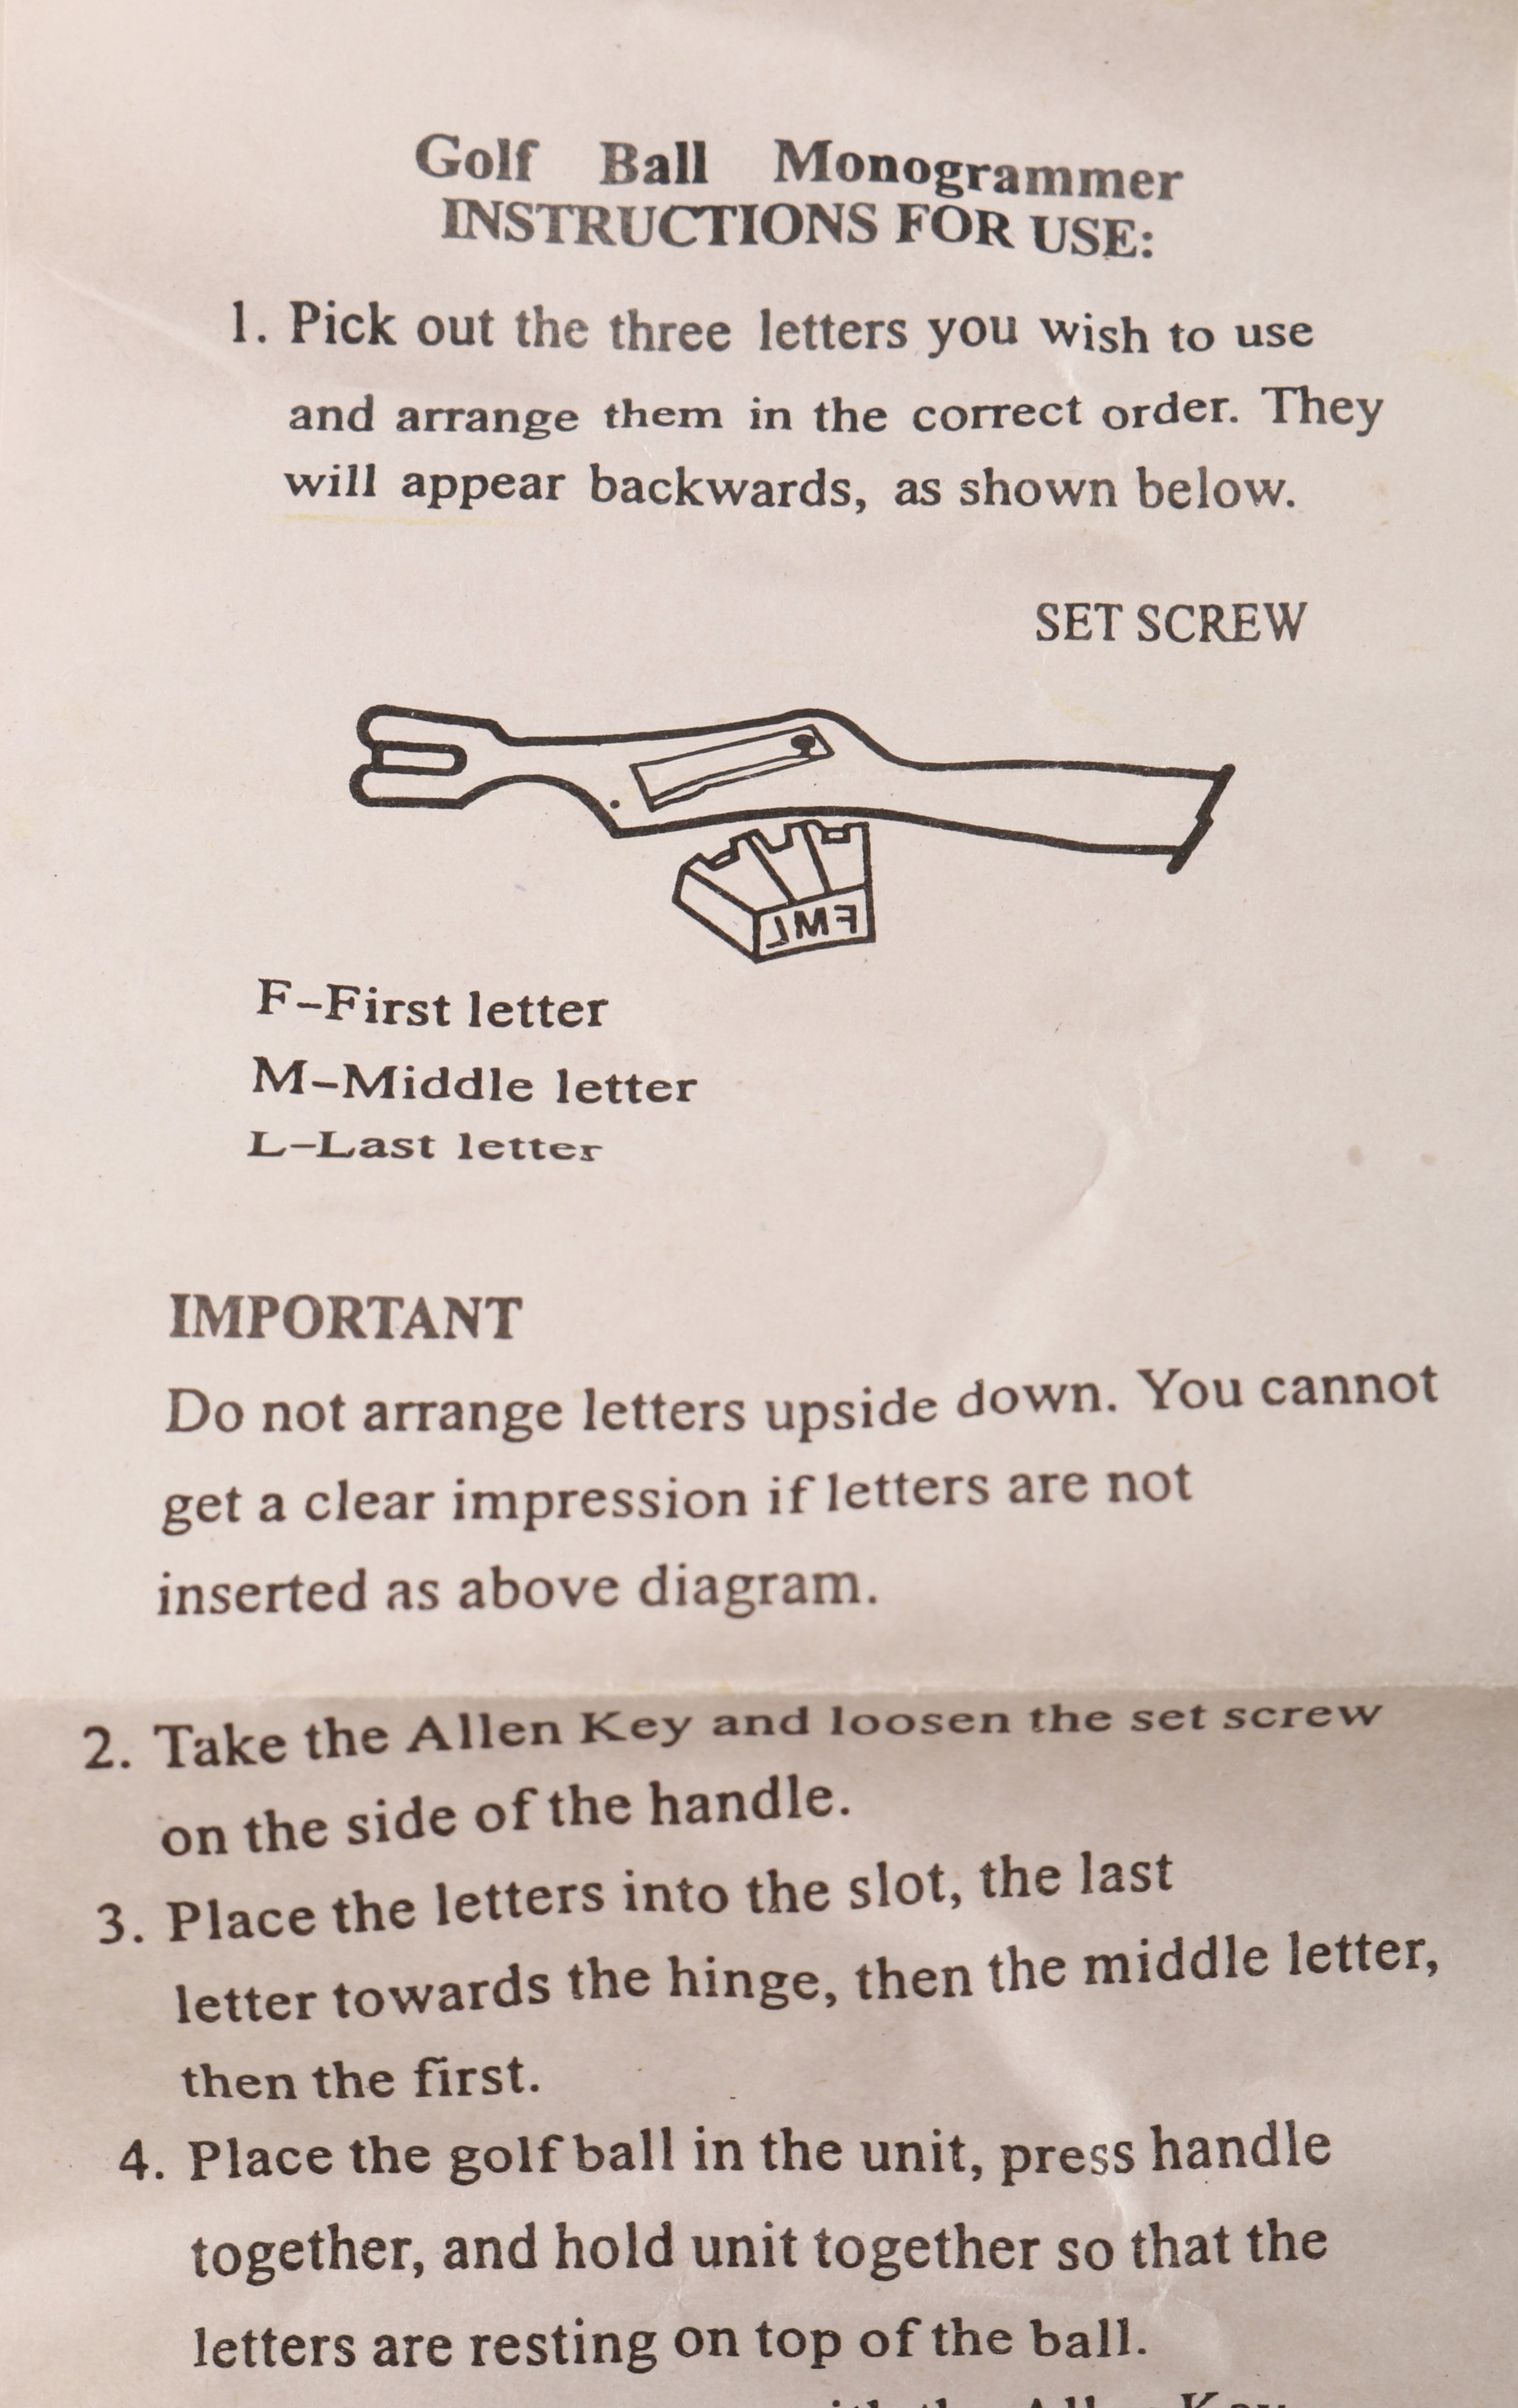 Golf Ball Monogrammer
INSTRUCTIONS FOR USE:
1. Pick out the three letters you wish to use
and arrange them in the correct order. They
will appear backwards, as shown below.
SET SCREW
LMF
F-First letter
M-Middle letter
L-Last letter
IMPORTANT
Do not arrange letters upside down. You cannot
get a clear impression if letters are not
inserted as above diagram.
2. Take the Allen Key and loosen the set screw
on the side of the handle.
3. Place the letters into the slot, the last
letter towards the hinge, then the middle letter,
then the first.
4. Place the golf ball in the unit, press handle
together, and hold unit together so that the
letters are resting on top of the ball.